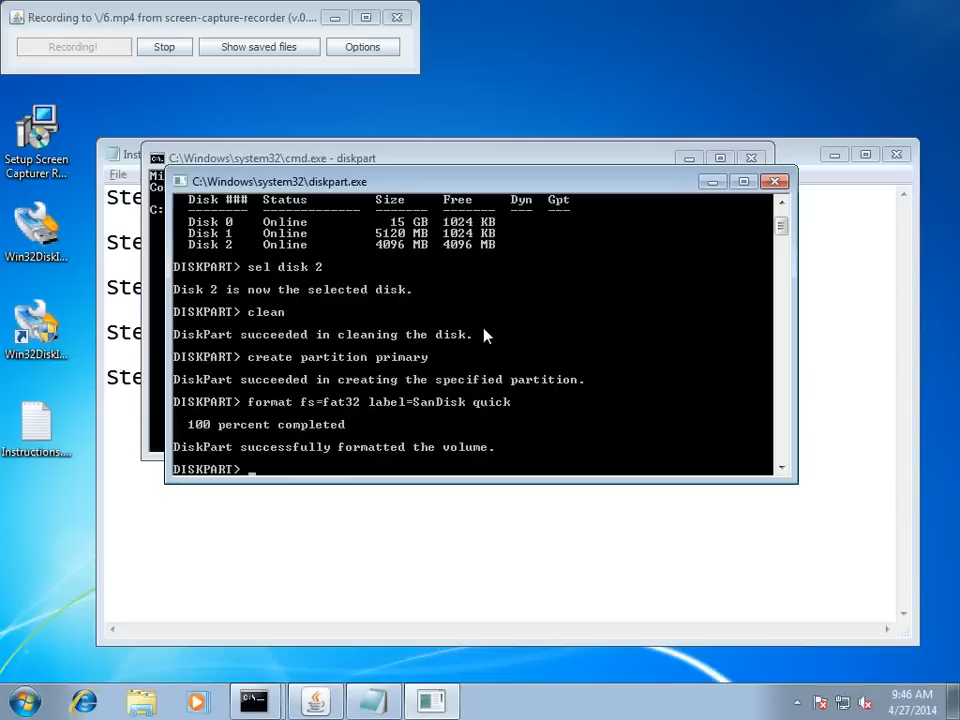 Recording to \/6.mp4 from screen-capture-recorder (v.0....
Recording!
Stop
Show saved files
Options
Setup Screen
Capturer R...
Win32DiskI...
Win32DiskI...
Instructions....
File
C:\Windows\system32\cmd.exe - diskpart
C:\Windows\system32\diskpart.exe
Disk ### Status Size Free Dyn Gpt
-------- ------------- ------- ------- --- ---
Disk 0 Online 15 GB 1024 KB
Disk 1 Online 5120 MB 1024 KB
Disk 2 Online 4096 MB 4096 MB
DISKPART> sel disk 2
Disk 2 is now the selected disk.
DISKPART> clean
DiskPart succeeded in cleaning the disk.
DISKPART> create partition primary
DiskPart succeeded in creating the specified partition.
DISKPART> format fs=fat32 label=SanDisk quick
100 percent completed
DiskPart successfully formatted the volume.
DISKPART> _
9:46 AM
4/27/2014